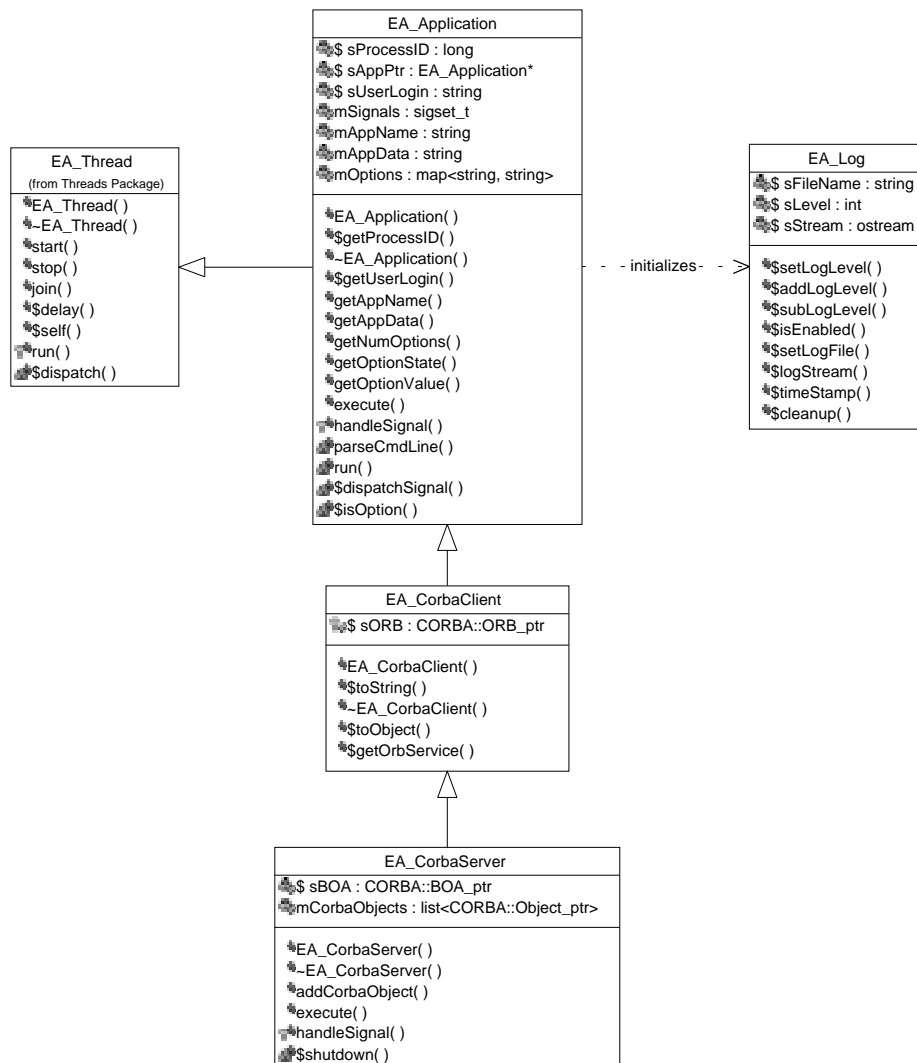 EA_Application
$ sProcessID : long
$ sAppPtr : EA_Application*
$ sUserLogin : string
mSignals : sigset_t
mAppName : string
mAppData : string
mOptions : map<string, string>
EA_Application( )
$getProcessID( )
~EA_Application( )
$getUserLogin( )
getAppName( )
getAppData( )
getNumOptions( )
getOptionState( )
getOptionValue( )
execute( )
handleSignal( )
parseCmdLine( )
run( )
$dispatchSignal( )
$isOption( )
EA_Thread
(from Threads Package)
EA_Thread( )
~EA_Thread( )
start( )
stop( )
join( )
$delay( )
$self( )
run( )
$dispatch( )
initializes
EA_Log
$ sFileName : string
$ sLevel : int
$ sStream : ostream
$setLogLevel( )
$addLogLevel( )
$subLogLevel( )
$isEnabled( )
$setLogFile( )
$logStream( )
$timeStamp( )
$cleanup( )
EA_CorbaClient
$ sORB : CORBA::ORB_ptr
EA_CorbaClient( )
$toString( )
~EA_CorbaClient( )
$toObject( )
$getOrbService( )
EA_CorbaServer
$ sBOA : CORBA::BOA_ptr
mCorbaObjects : list<CORBA::Object_ptr>
EA_CorbaServer( )
~EA_CorbaServer( )
addCorbaObject( )
execute( )
handleSignal( )
$shutdown( )